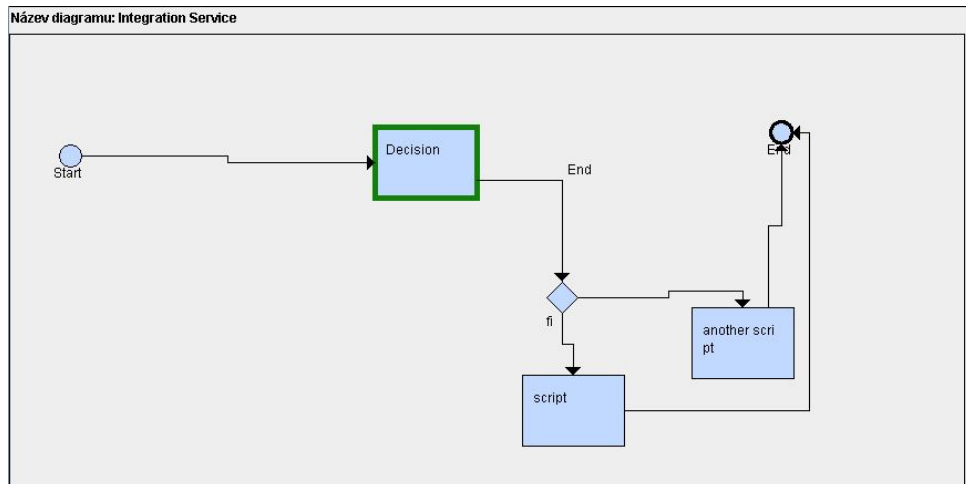 Název diagramu: Integration Service
Decision
Start
End
End
fi
another scri
pt
script